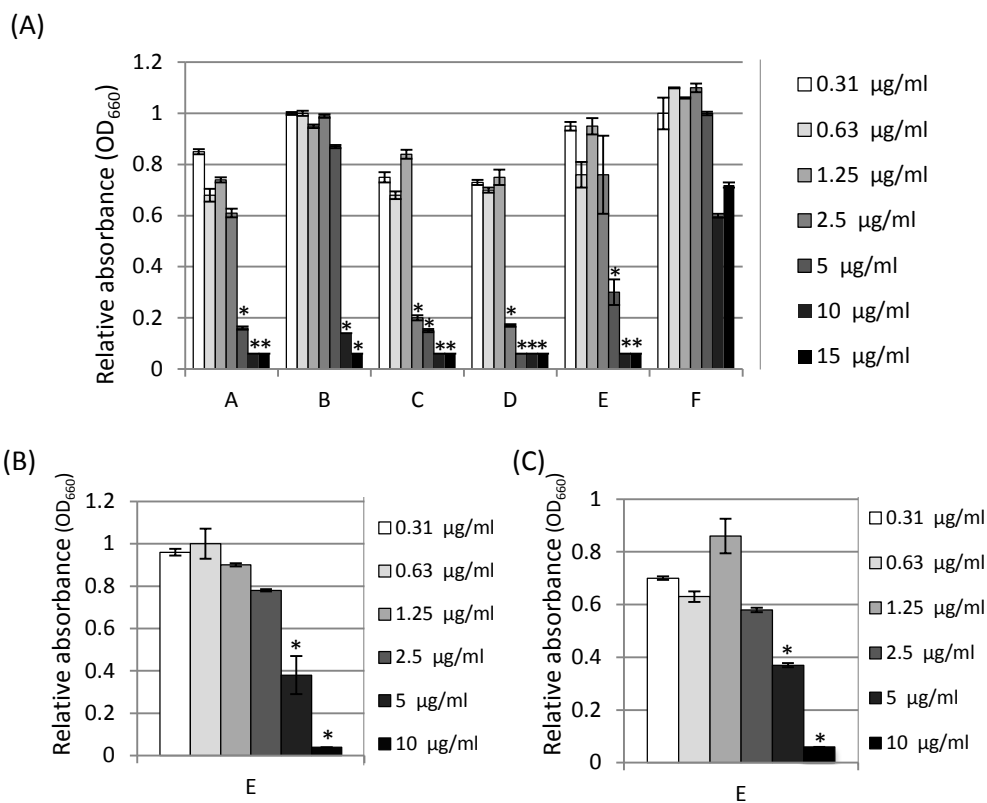 (A)
Relative absorbance (OD660)
1.2
1
0.8
0.6
0.4
0.2
0
*
**
*
*
*
*
**
*
***
*
**
A B C D E F
0.31 µg/ml
0.63 µg/ml
1.25 µg/ml
2.5 µg/ml
5 µg/ml
10 µg/ml
15 µg/ml
(B)
Relative absorbance (OD660)
1.2
1
0.8
0.6
0.4
0.2
0
*
*
E
0.31 µg/ml
0.63 µg/ml
1.25 µg/ml
2.5 µg/ml
5 µg/ml
10 µg/ml
(C)
Relative absorbance (OD660)
1
0.8
0.6
0.4
0.2
0
*
*
E
0.31 µg/ml
0.63 µg/ml
1.25 µg/ml
2.5 µg/ml
5 µg/ml
10 µg/ml